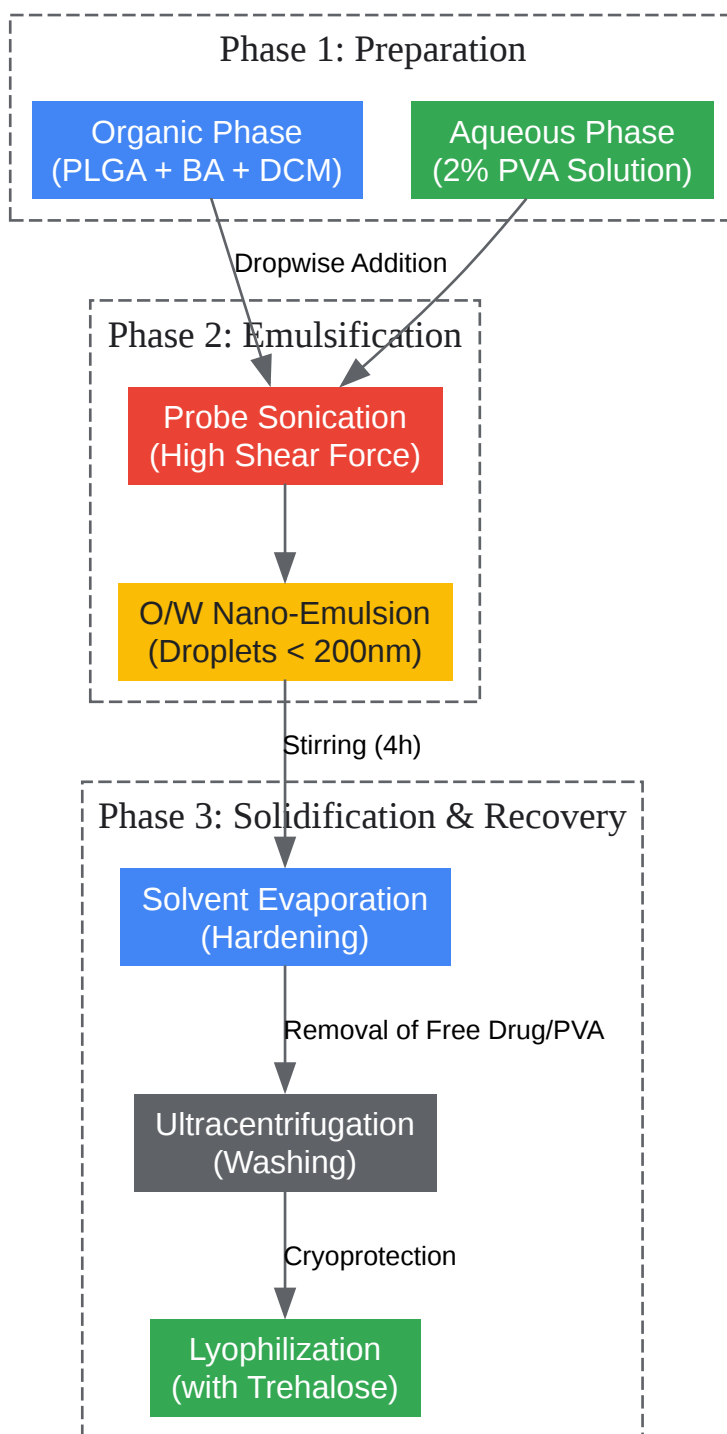 Phase 1: Preparation
Organic Phase
(PLGA + BA + DCM)
Aqueous Phase
(2% PVA Solution)
Dropwise Addition
Phase 2: Emulsification
Probe Sonication
(High Shear Force)
O/W Nano-Emulsion
(Droplets < 200nm)
Stirring (4h)
Phase 3: Solidification & Recovery
Solvent Evaporation
(Hardening)
Removal of Free Drug/PVA
Ultracentrifugation
(Washing)
Cryoprotection
Lyophilization
(with Trehalose)